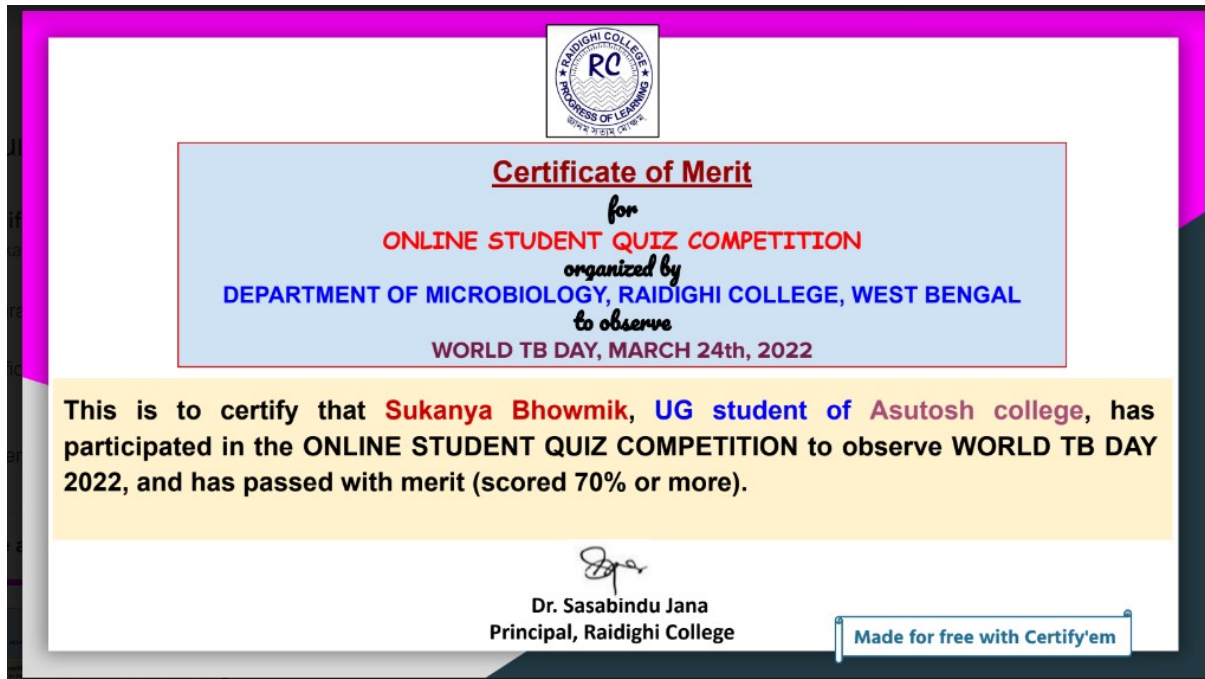 RAIDIGHI COLLEGE
RC
PROGRESS OF LEARNING
জ্ঞানম সত্যম মোক্ষম
Certificate of Merit
for
ONLINE STUDENT QUIZ COMPETITION
organized by
DEPARTMENT OF MICROBIOLOGY, RAIDIGHI COLLEGE, WEST BENGAL
to observe
WORLD TB DAY, MARCH 24th, 2022
This is to certify that Sukanya Bhowmik, UG student of Asutosh college, has
participated in the ONLINE STUDENT QUIZ COMPETITION to observe WORLD TB DAY
2022, and has passed with merit (scored 70% or more).
Dr. Sasabindu Jana
Principal, Raidighi College
Made for free with Certify'em